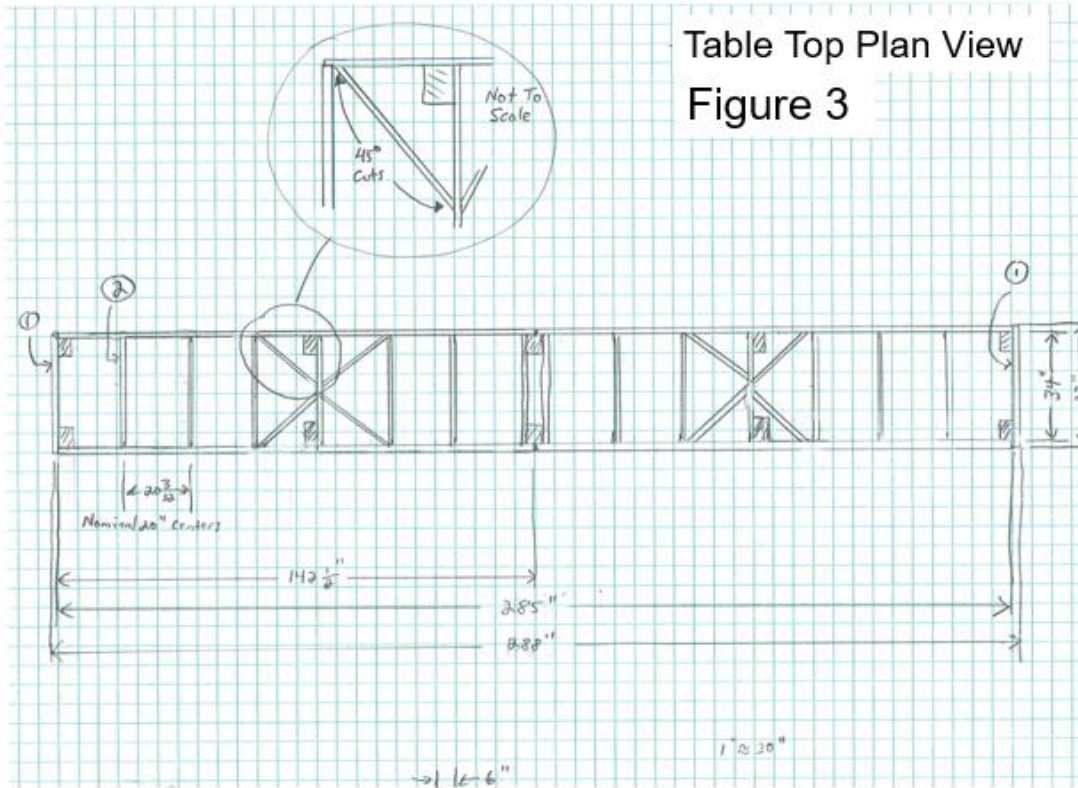 Table Top Plan View
Figure 3
Not To
Scale
45°
Cuts
①
②
①
34"
20 3/32
Nominal 20" Centers
142 1/2"
285"
288"
1" ≈ 30"
6"